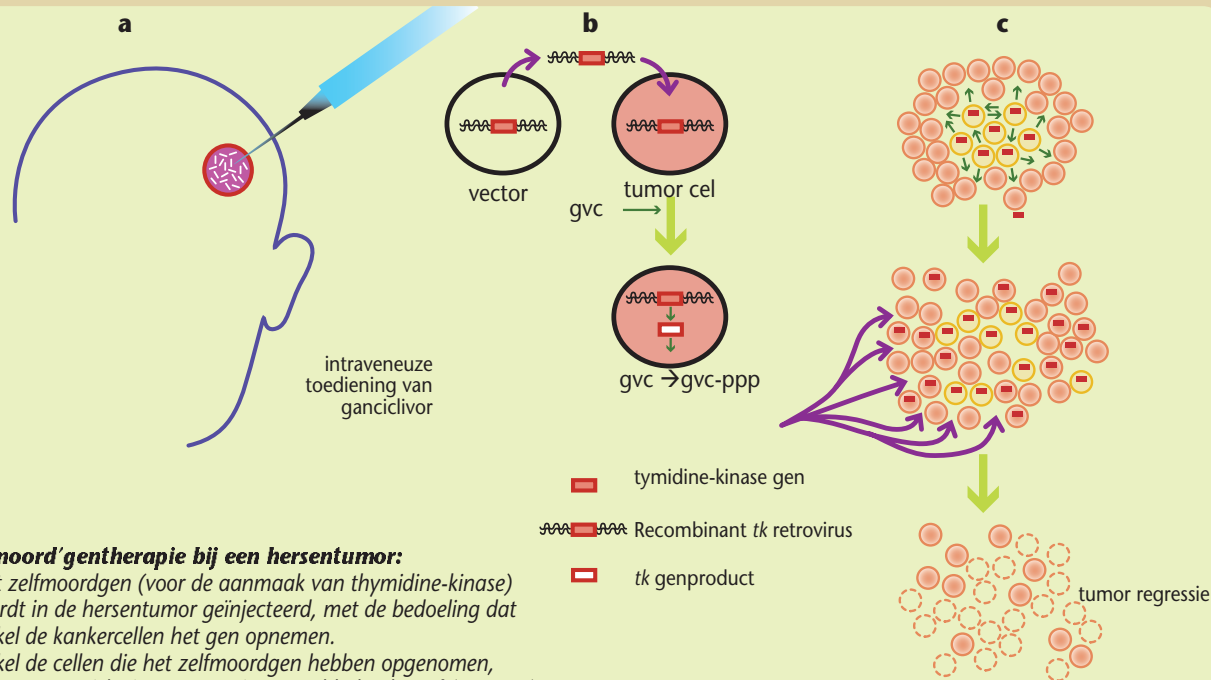 a
b
c
vector
tumor cel
gvc
intraveneuze
toediening van
ganciclivor
gvc → gvc-ppp
tymidine-kinase gen
Recombinant tk retrovirus
tk genproduct
tumor regressie
moord'gentherapie bij een hersentumor:
t zelfmoordgen (voor de aanmaak van thymidine-kinase)
rdt in de hersentumor geïnjecteerd, met de bedoeling dat
kel de kankercellen het gen opnemen.
kel de cellen die het zelfmoordgen hebben opgenomen,